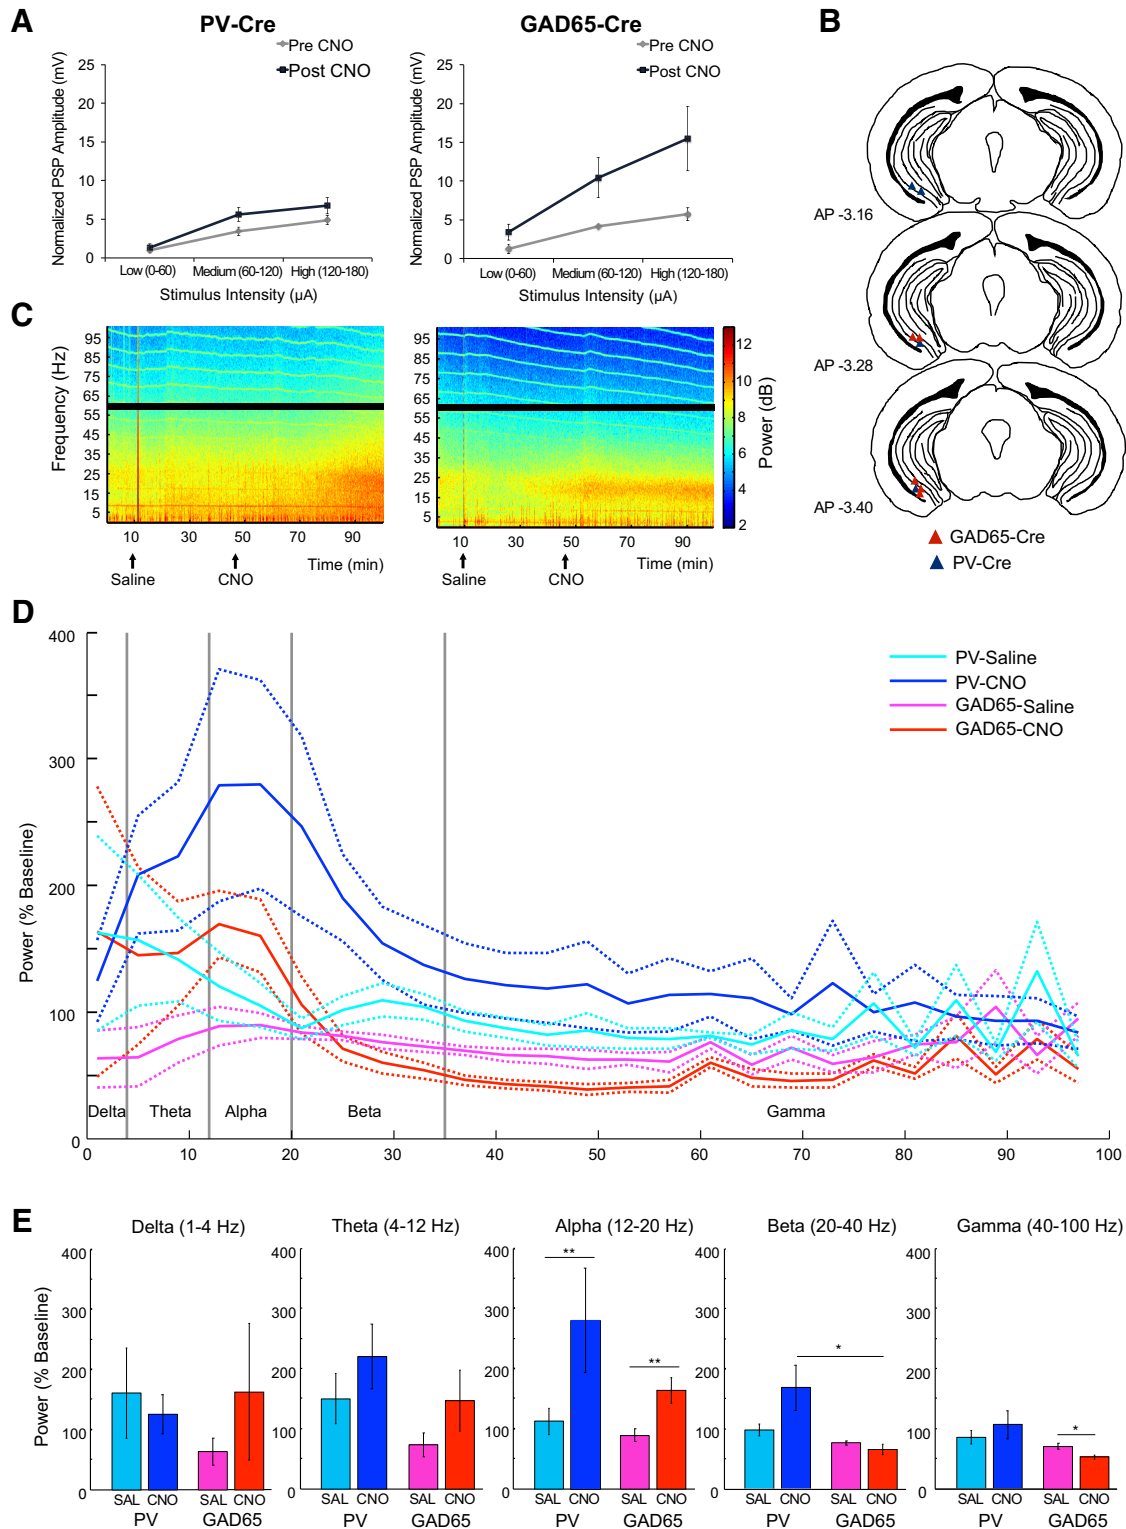 A
PV-Cre
Pre CNO
Post CNO
25
20
15
10
5
0
Normalized PSP Amplitude (mV)
Low (0-60)
Medium (60-120)
High (120-180)
Stimulus Intensity (µA)
GAD65-Cre
Pre CNO
Post CNO
25
20
15
10
5
0
Normalized PSP Amplitude (mV)
Low (0-60)
Medium (60-120)
High (120-180)
Stimulus Intensity (µA)
B
AP -3.16
AP -3.28
AP -3.40
GAD65-Cre
PV-Cre
C
Frequency (Hz)
95
85
75
65
55
45
35
25
15
5
10
30
50
70
90
Time (min)
Saline
CNO
95
85
75
65
55
45
35
25
15
5
10
30
50
70
90
Time (min)
Saline
CNO
12
10
8
6
4
2
Power (dB)
D
400
300
200
100
0
Power (% Baseline)
PV-Saline
PV-CNO
GAD65-Saline
GAD65-CNO
Delta
Theta
Alpha
Beta
Gamma
0
10
20
30
40
50
60
70
80
90
100
E
Power (% Baseline)
Delta (1-4 Hz)
400
300
200
100
0
SAL CNO SAL CNO
PV GAD65
Theta (4-12 Hz)
400
300
200
100
0
SAL CNO SAL CNO
PV GAD65
Alpha (12-20 Hz)
400
300
200
100
0
**
**
SAL CNO SAL CNO
PV GAD65
Beta (20-40 Hz)
400
300
200
100
0
*
SAL CNO SAL CNO
PV GAD65
Gamma (40-100 Hz)
400
300
200
100
0
*
SAL CNO SAL CNO
PV GAD65